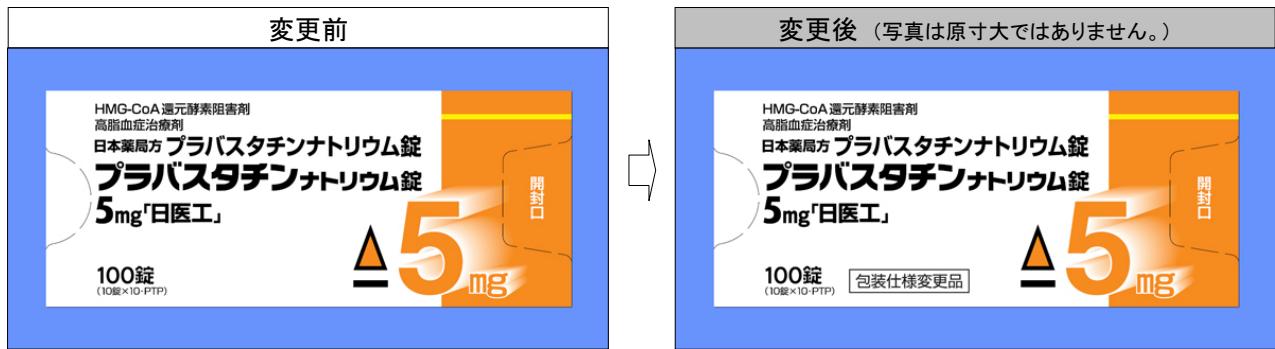 変更前
HMG-CoA還元酵素阻害剤
高脂血症治療剤
日本薬局方 プラバスタチンナトリウム錠
プラバスタチンナトリウム錠
5mg「日医工」
100錠
(10錠×10・PTP)
5mg
開封口
変更後 (写真は原寸大ではありません。)
HMG-CoA還元酵素阻害剤
高脂血症治療剤
日本薬局方 プラバスタチンナトリウム錠
プラバスタチンナトリウム錠
5mg「日医工」
100錠
(10錠×10・PTP)
包装仕様変更品
5mg
開封口